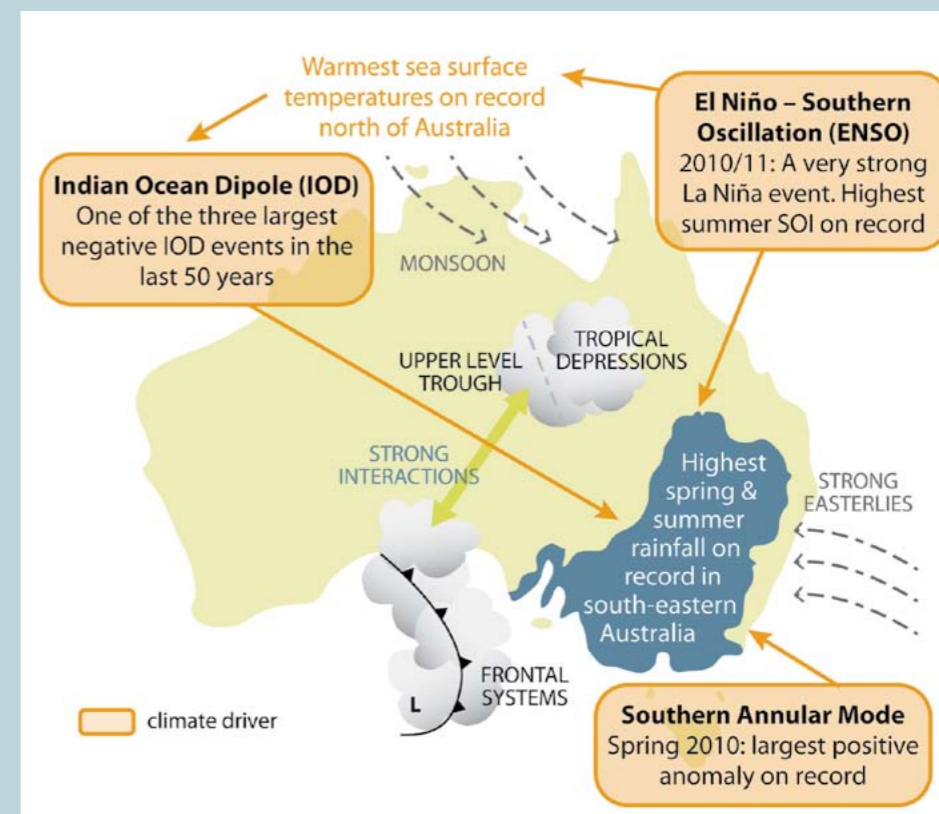 Warmest sea surface
temperatures on record
north of Australia
El Niño – Southern
Oscillation (ENSO)
2010/11: A very strong
La Niña event. Highest
summer SOI on record
Indian Ocean Dipole (IOD)
One of the three largest
negative IOD events in the
last 50 years
MONSOON
UPPER LEVEL
TROUGH
TROPICAL
DEPRESSIONS
STRONG
INTERACTIONS
Highest
spring &
summer
rainfall on
record in
south-eastern
Australia
STRONG
EASTERLIES
L
FRONTAL
SYSTEMS
climate driver
Southern Annular Mode
Spring 2010: largest positive
anomaly on record